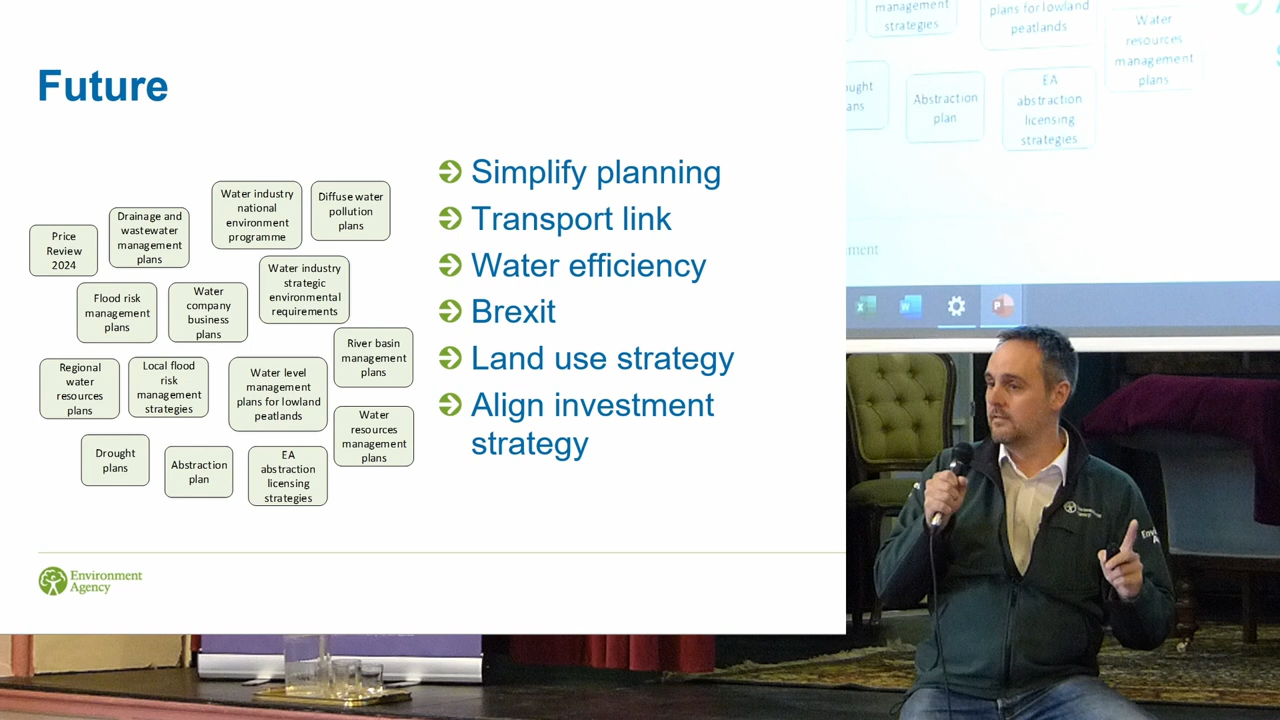 Future
Simplify planning
Transport link
Water efficiency
Brexit
Land use strategy
Align investment
strategy
Price
Review
2024
Drainage and
wastewater
management
plans
Water industry
national
environment
programme
Diffuse water
pollution
plans
Flood risk
management
plans
Water
company
business
plans
Water industry
strategic
environmental
requirements
River basin
management
plans
Regional
water
resources
plans
Local flood
risk
management
strategies
Water level
management
plans for lowland
peatlands
Water
resources
management
plans
Drought
plans
Abstraction
plan
EA
abstraction
licensing
strategies
Environment
Agency
management
strategies
plans for lowland
peatlands
Water
resources
management
plans
Abstraction
plan
EA
abstraction
licensing
strategies